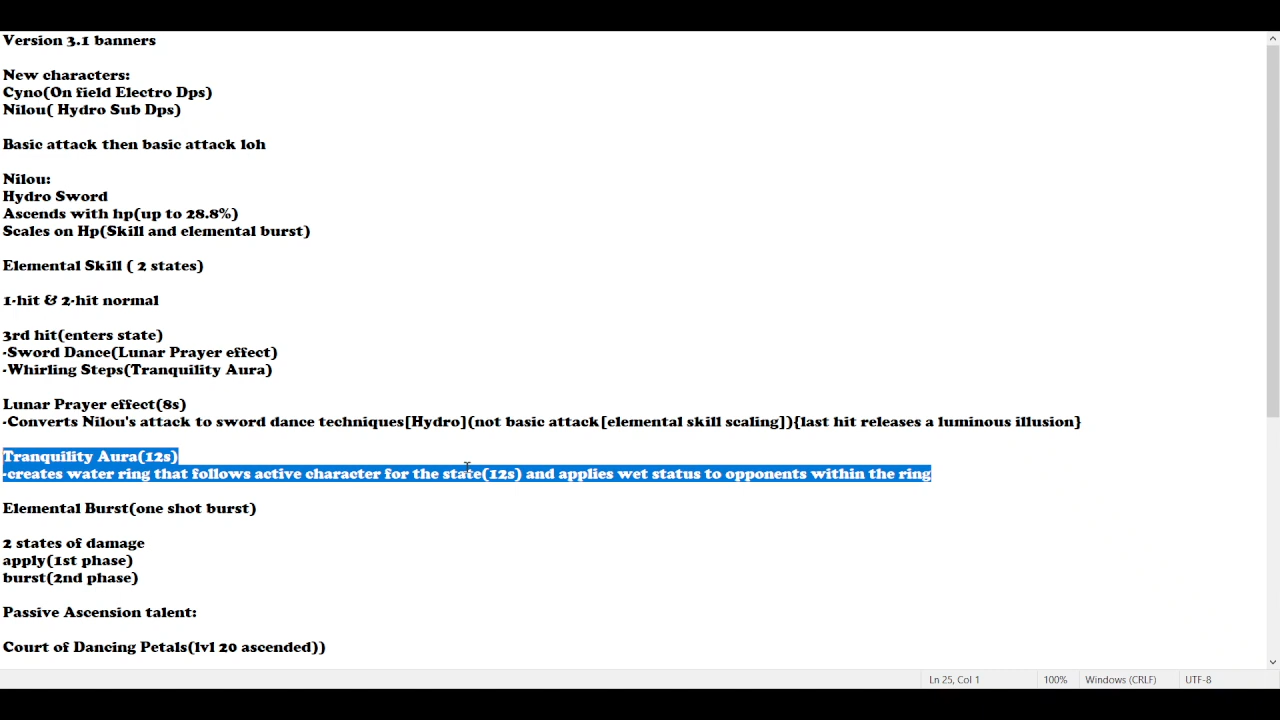 Version 3.1 banners
New characters:
Cyno(On field Electro Dps)
Nilou( Hydro Sub Dps)
Basic attack then basic attack loh
Nilou:
Hydro Sword
Ascends with hp(up to 28.8%)
Scales on Hp(Skill and elemental burst)
Elemental Skill ( 2 states)
1-hit & 2-hit normal
3rd hit(enters state)
-Sword Dance(Lunar Prayer effect)
-Whirling Steps(Tranquility Aura)
Lunar Prayer effect(8s)
-Converts Nilou's attack to sword dance techniques[Hydro](not basic attack[elemental skill scaling]){last hit releases a luminous illusion}
Tranquility Aura(12s)
-creates water ring that follows active character for the state(12s) and applies wet status to opponents within the ring
Elemental Burst(one shot burst)
2 states of damage
apply(1st phase)
burst(2nd phase)
Passive Ascension talent:
Court of Dancing Petals(lvl 20 ascended))
Ln 25, Col 1
100%
Windows (CRLF)
UTF-8